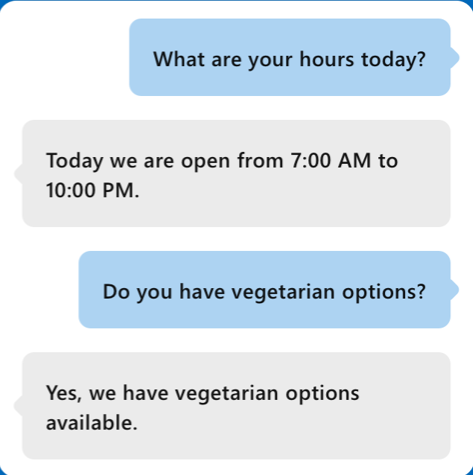 What are your hours today?
Today we are open from 7:00 AM to
10:00 PM.
Do you have vegetarian options?
Yes, we have vegetarian options
available.